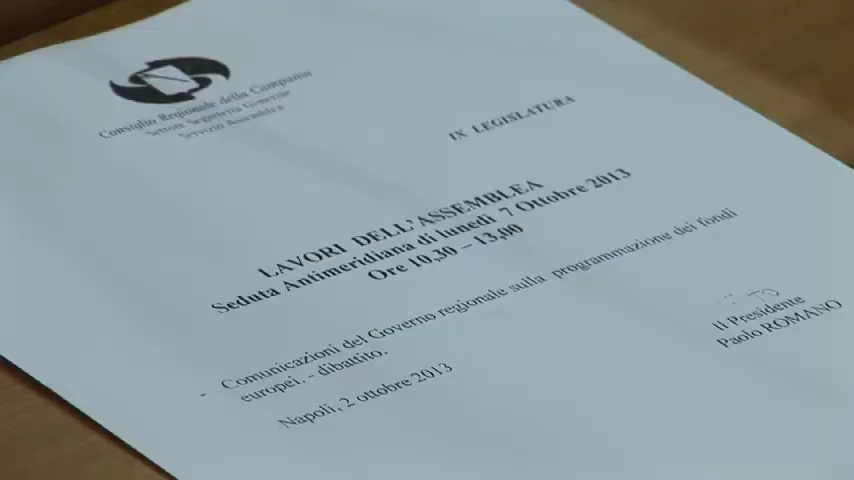 Consiglio Regionale della Campania
Settore Segreteria Generale
Servizio Assemblea
IX LEGISLATURA
LAVORI DELL'ASSEMBLEA
Seduta Antimeridiana di lunedì 7 Ottobre 2013
Ore 10,30 – 13,00
- Comunicazioni del Governo regionale sulla programmazione dei fondi
europei. - dibattito.
Napoli, 2 ottobre 2013
Il Presidente
Paolo ROMANO